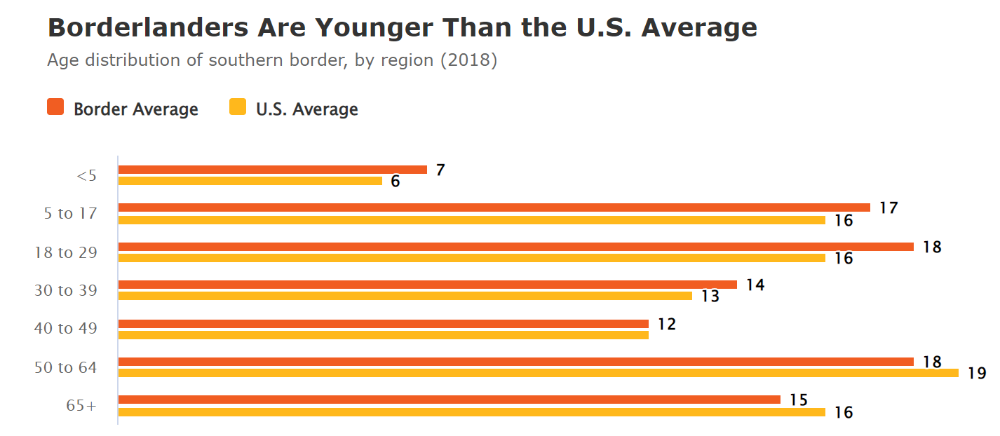 Borderlanders Are Younger Than the U.S. Average
Age distribution of southern border, by region (2018)
Border Average U.S. Average
<5 7
6
5 to 17 17
16
18 to 29 18
16
30 to 39 14
13
40 to 49 12
50 to 64 18
19
65+ 15
16